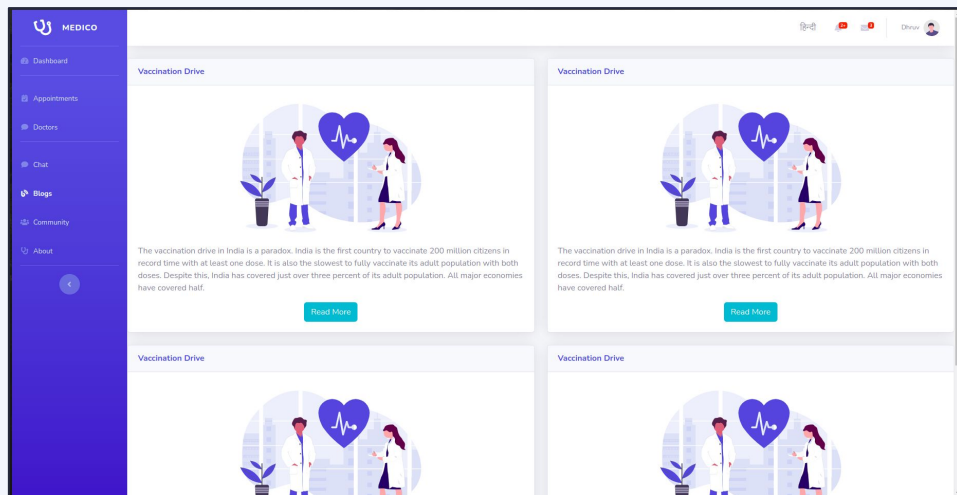 MEDICO
हिन्दी
3+
Dhruv
Dashboard
Appointments
Doctors
Chat
Blogs
Community
About
Vaccination Drive
The vaccination drive in India is a paradox. India is the first country to vaccinate 200 million citizens in
record time with at least one dose. It is also the slowest to fully vaccinate its adult population with both
doses. Despite this, India has covered just over three percent of its adult population. All major economies
have covered half.
Read More
Vaccination Drive
The vaccination drive in India is a paradox. India is the first country to vaccinate 200 million citizens in
record time with at least one dose. It is also the slowest to fully vaccinate its adult population with both
doses. Despite this, India has covered just over three percent of its adult population. All major economies
have covered half.
Read More
Vaccination Drive
Vaccination Drive